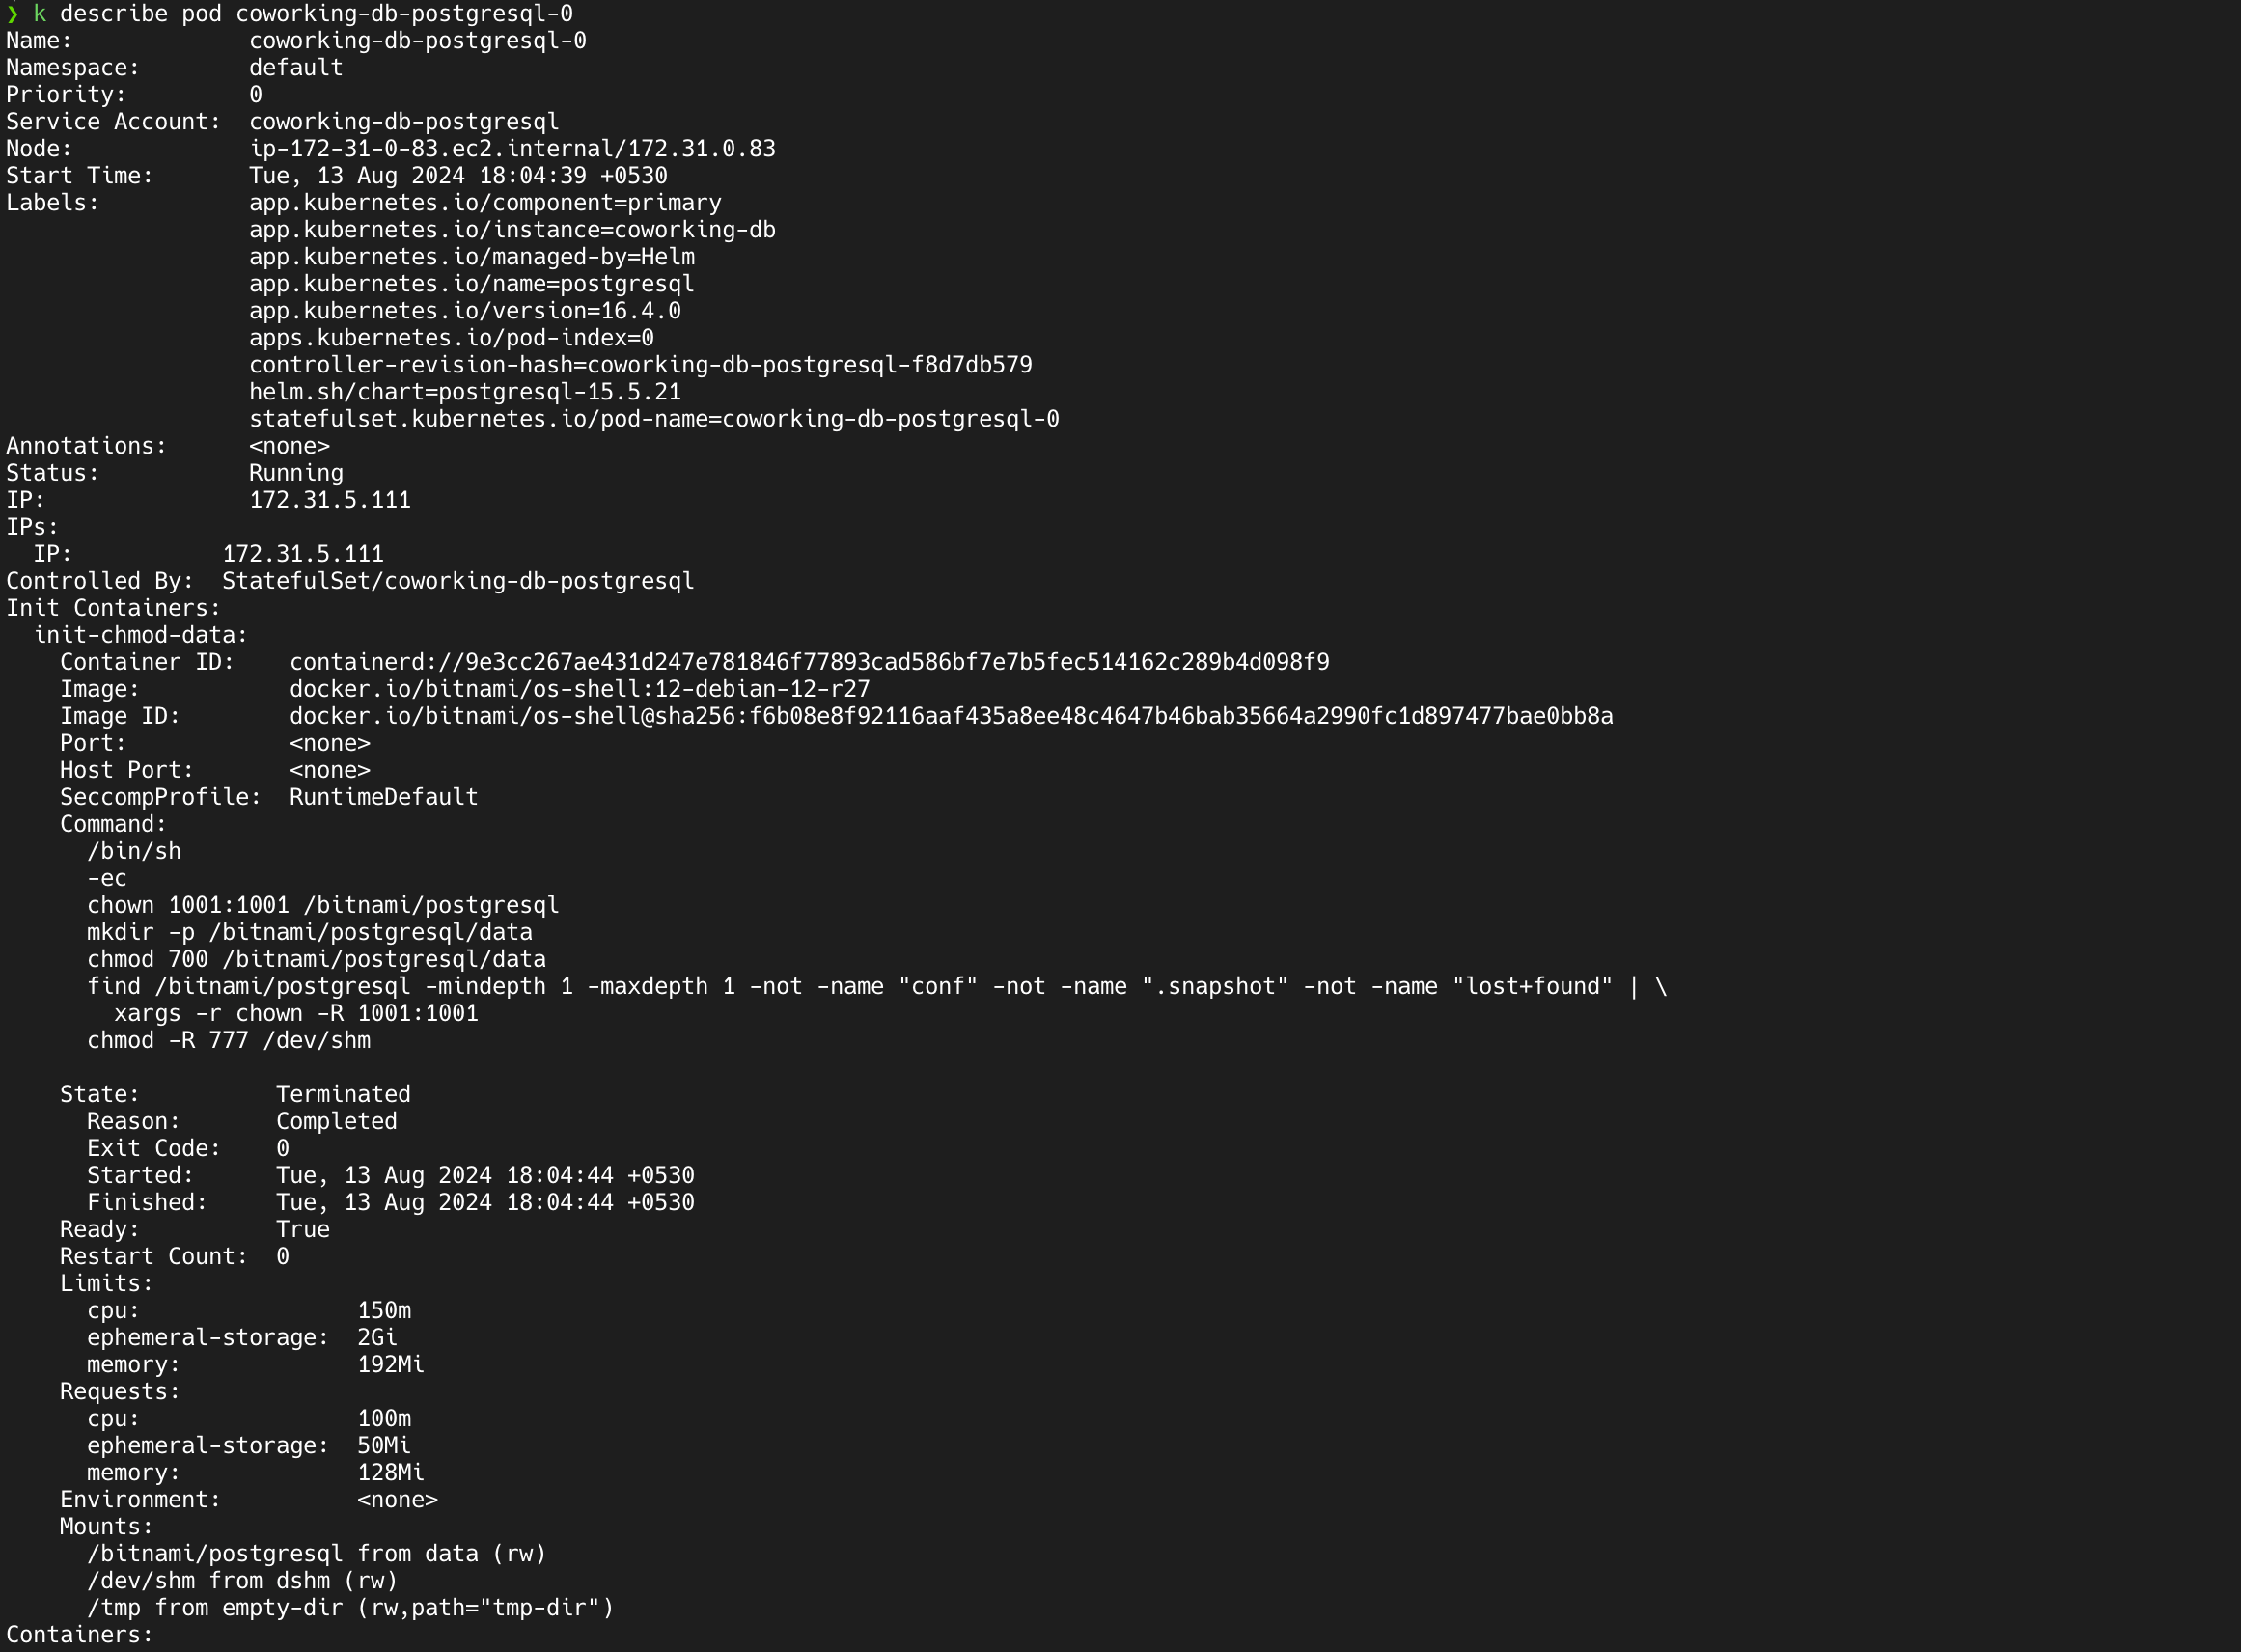 ❯ k describe pod coworking-db-postgresql-0
Name:             coworking-db-postgresql-0
Namespace:        default
Priority:         0
Service Account:  coworking-db-postgresql
Node:             ip-172-31-0-83.ec2.internal/172.31.0.83
Start Time:       Tue, 13 Aug 2024 18:04:39 +0530
Labels:           app.kubernetes.io/component=primary
                  app.kubernetes.io/instance=coworking-db
                  app.kubernetes.io/managed-by=Helm
                  app.kubernetes.io/name=postgresql
                  app.kubernetes.io/version=16.4.0
                  apps.kubernetes.io/pod-index=0
                  controller-revision-hash=coworking-db-postgresql-f8d7db579
                  helm.sh/chart=postgresql-15.5.21
                  statefulset.kubernetes.io/pod-name=coworking-db-postgresql-0
Annotations:      <none>
Status:           Running
IP:               172.31.5.111
IPs:
  IP:           172.31.5.111
Controlled By:  StatefulSet/coworking-db-postgresql
Init Containers:
  init-chmod-data:
    Container ID:    containerd://9e3cc267ae431d247e781846f77893cad586bf7e7b5fec514162c289b4d098f9
    Image:           docker.io/bitnami/os-shell:12-debian-12-r27
    Image ID:        docker.io/bitnami/os-shell@sha256:f6b08e8f92116aaf435a8ee48c4647b46bab35664a2990fc1d897477bae0bb8a
    Port:            <none>
    Host Port:       <none>
    SeccompProfile:  RuntimeDefault
    Command:
      /bin/sh
      -ec
      chown 1001:1001 /bitnami/postgresql
      mkdir -p /bitnami/postgresql/data
      chmod 700 /bitnami/postgresql/data
      find /bitnami/postgresql -mindepth 1 -maxdepth 1 -not -name "conf" -not -name ".snapshot" -not -name "lost+found" | \
        xargs -r chown -R 1001:1001
      chmod -R 777 /dev/shm
    State:          Terminated
      Reason:       Completed
      Exit Code:    0
      Started:      Tue, 13 Aug 2024 18:04:44 +0530
      Finished:     Tue, 13 Aug 2024 18:04:44 +0530
    Ready:          True
    Restart Count:  0
    Limits:
      cpu:                150m
      ephemeral-storage:  2Gi
      memory:             192Mi
    Requests:
      cpu:                100m
      ephemeral-storage:  50Mi
      memory:             128Mi
    Environment:          <none>
    Mounts:
      /bitnami/postgresql from data (rw)
      /dev/shm from dshm (rw)
      /tmp from empty-dir (rw,path="tmp-dir")
Containers: